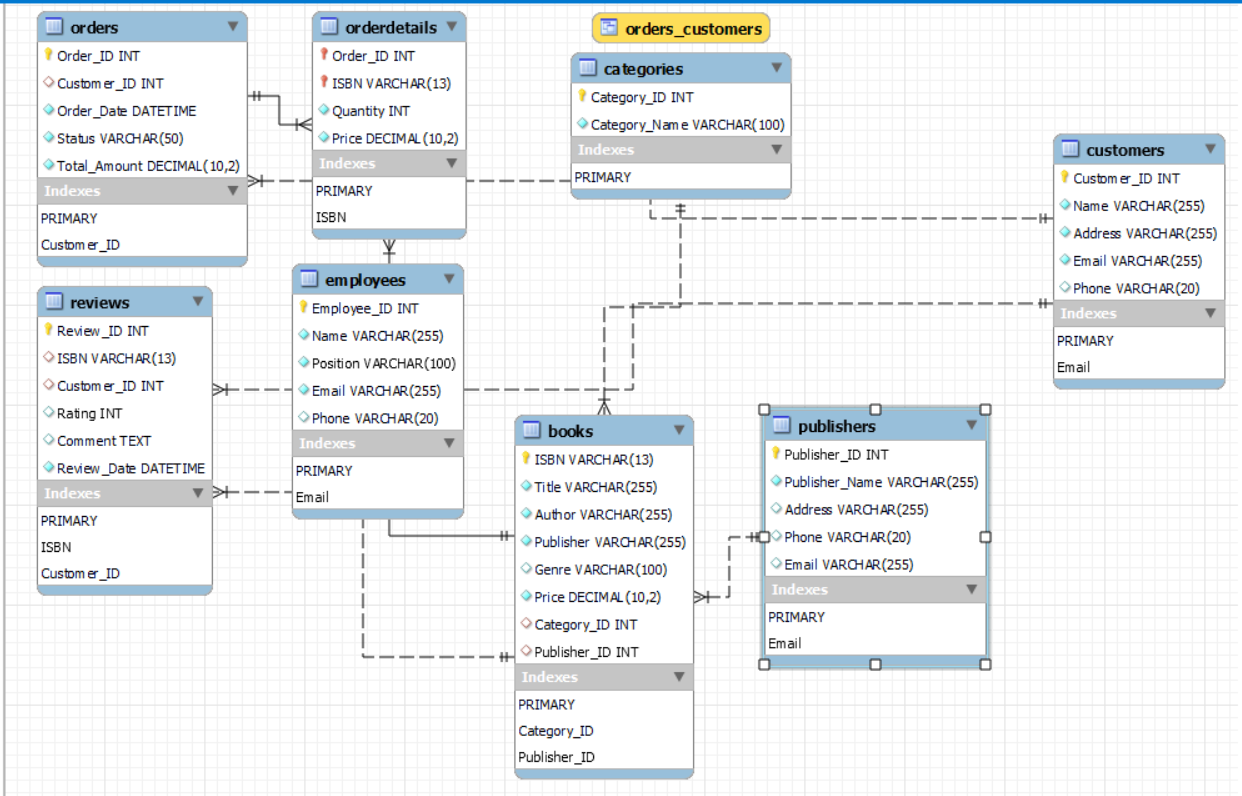 orders
Order_ID INT
Customer_ID INT
Order_Date DATETIME
Status VARCHAR(50)
Total_Amount DECIMAL(10,2)
Indexes
PRIMARY
Customer_ID
orderdetails
Order_ID INT
ISBN VARCHAR(13)
Quantity INT
Price DECIMAL(10,2)
Indexes
PRIMARY
ISBN
orders_customers
categories
Category_ID INT
Category_Name VARCHAR(100)
Indexes
PRIMARY
customers
Customer_ID INT
Name VARCHAR(255)
Address VARCHAR(255)
Email VARCHAR(255)
Phone VARCHAR(20)
Indexes
PRIMARY
Email
reviews
Review_ID INT
ISBN VARCHAR(13)
Customer_ID INT
Rating INT
Comment TEXT
Review_Date DATETIME
Indexes
PRIMARY
ISBN
Customer_ID
employees
Employee_ID INT
Name VARCHAR(255)
Position VARCHAR(100)
Email VARCHAR(255)
Phone VARCHAR(20)
Indexes
PRIMARY
Email
books
ISBN VARCHAR(13)
Title VARCHAR(255)
Author VARCHAR(255)
Publisher VARCHAR(255)
Genre VARCHAR(100)
Price DECIMAL(10,2)
Category_ID INT
Publisher_ID INT
Indexes
PRIMARY
Category_ID
Publisher_ID
publishers
Publisher_ID INT
Publisher_Name VARCHAR(255)
Address VARCHAR(255)
Phone VARCHAR(20)
Email VARCHAR(255)
Indexes
PRIMARY
Email